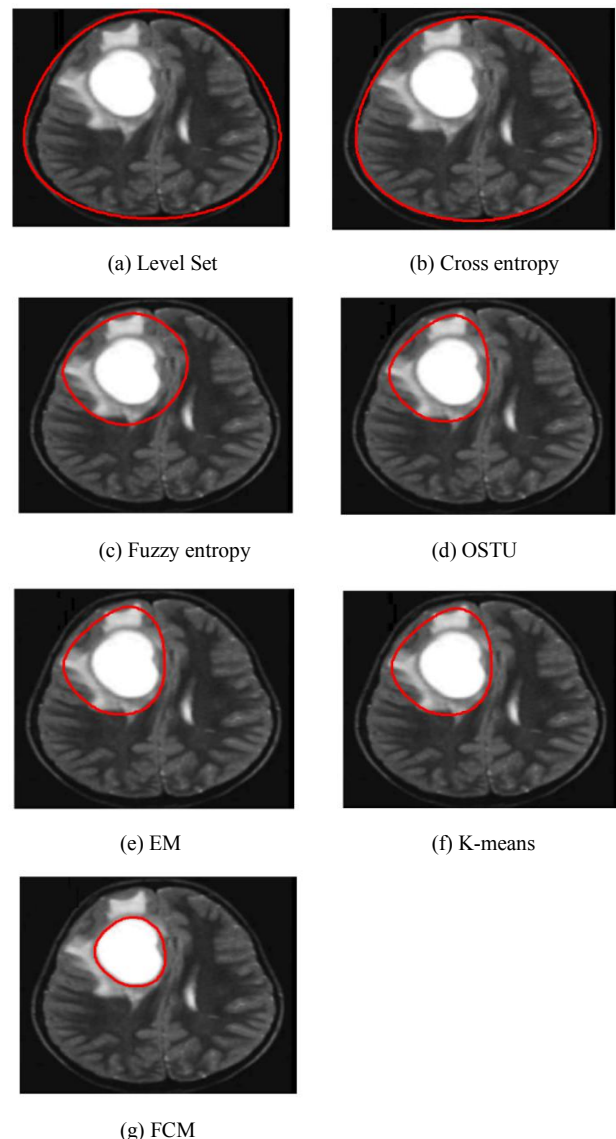 (a) Level Set
(b) Cross entropy
(c) Fuzzy entropy
(d) OSTU
(e) EM
(f) K-means
(g) FCM